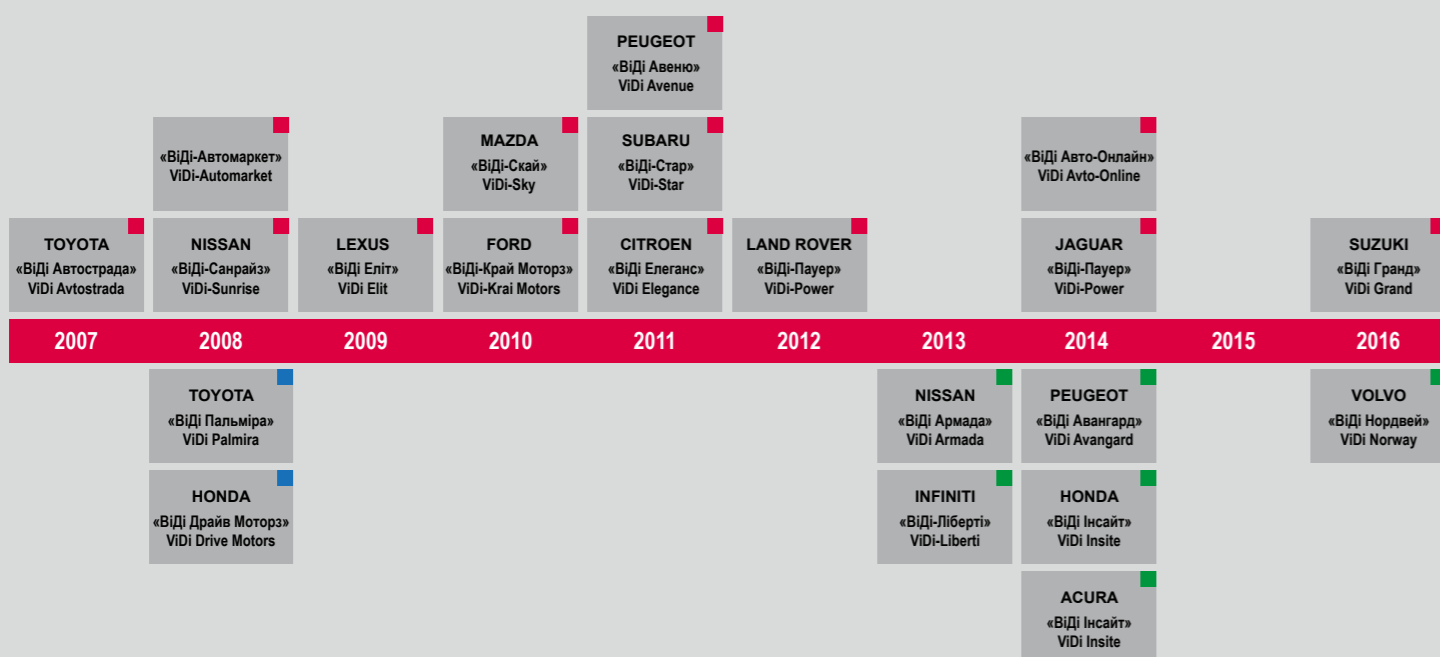 PEUGEOT
«ВіДі Авеню»
ViDi Avenue
«ВіДі-Автомаркет»
ViDi-Automarket
MAZDA
«ВіДі-Скай»
ViDi-Sky
SUBARU
«ВіДі-Стар»
ViDi-Star
«ВіДі Авто-Онлайн»
ViDi Avto-Online
TOYOTA
«ВіДі Автострада»
ViDi Avtostrada
NISSAN
«ВіДі-Санрайз»
ViDi-Sunrise
LEXUS
«ВіДі Еліт»
ViDi Elit
FORD
«ВіДі-Край Моторз»
ViDi-Krai Motors
CITROEN
«ВіДі Елеганс»
ViDi Elegance
LAND ROVER
«ВіДі-Пауер»
ViDi-Power
JAGUAR
«ВіДі-Пауер»
ViDi-Power
SUZUKI
«ВіДі Гранд»
ViDi Grand
2007 2008 2009 2010 2011 2012 2013 2014 2015 2016
TOYOTA
«ВіДі Пальміра»
ViDi Palmira
NISSAN
«ВіДі Армада»
ViDi Armada
PEUGEOT
«ВіДі Авангард»
ViDi Avangard
VOLVO
«ВіДі Нордвей»
ViDi Norway
HONDA
«ВіДі Драйв Моторз»
ViDi Drive Motors
INFINITI
«ВіДі-Ліберті»
ViDi-Liberti
HONDA
«ВіДі Інсайт»
ViDi Insite
ACURA
«ВіДі Інсайт»
ViDi Insite